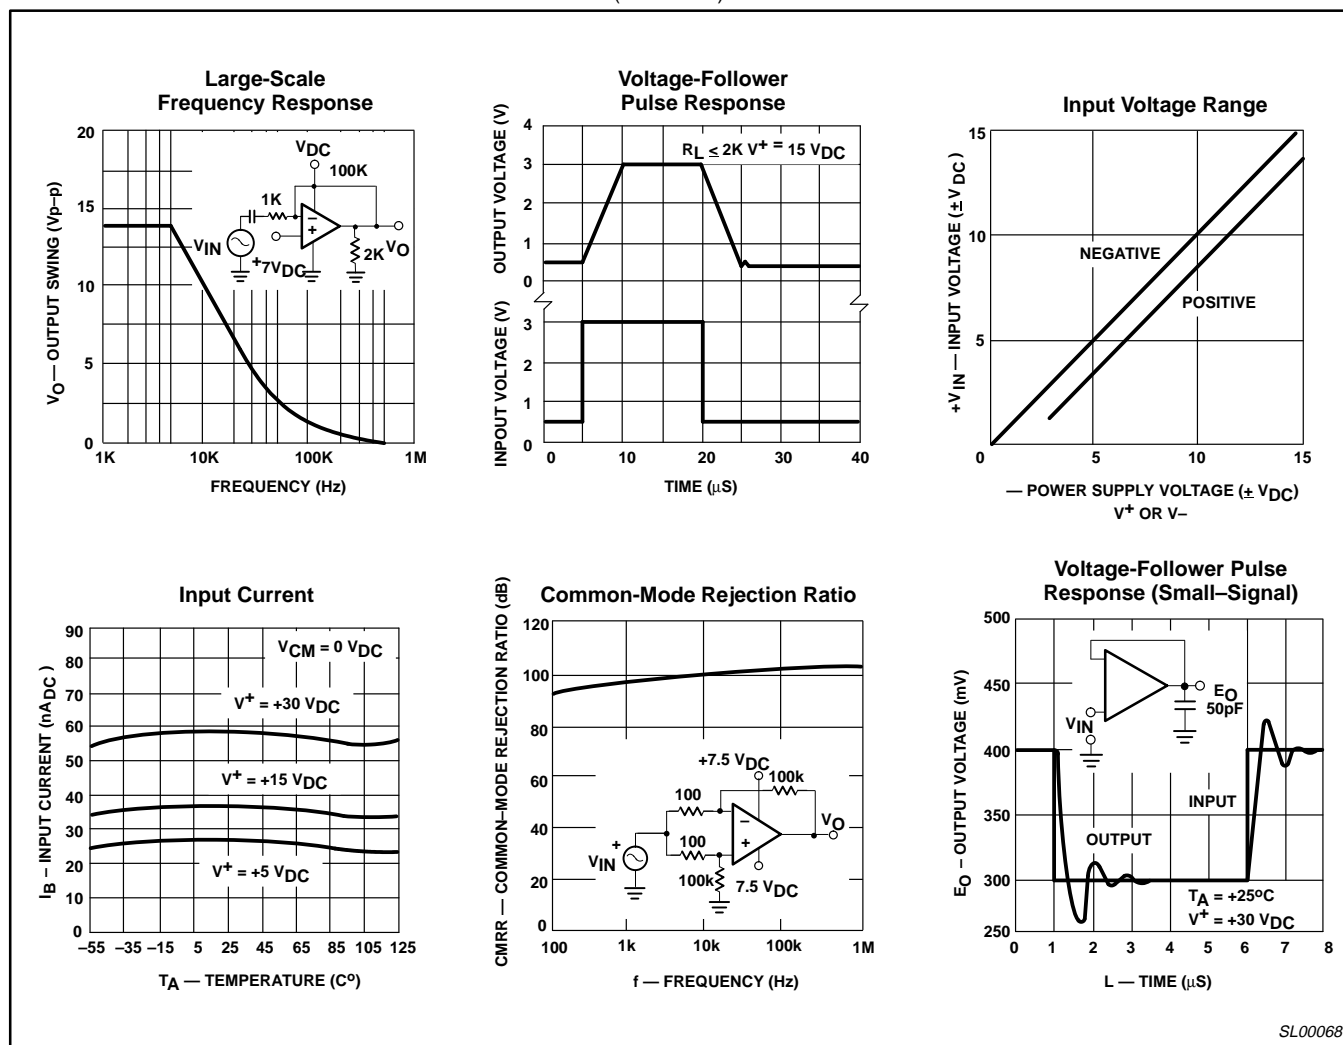 Large-Scale
Frequency Response
VO — OUTPUT SWING (Vp–p)
20
15
10
5
0
1K
10K
100K
1M
FREQUENCY (Hz)
VDC
100K
1K
VIN
+7VDC
2K
VO
–
+
Voltage-Follower
Pulse Response
OUTPUT VOLTAGE (V)
4
3
2
1
0
RL ≤ 2K V+ = 15 VDC
INPOUT VOLTAGE (V)
3
2
1
0
0
10
20
30
40
TIME (µS)
Input Voltage Range
+VIN — INPUT VOLTAGE (± VDC)
15
10
5
NEGATIVE
POSITIVE
0
5
10
15
— POWER SUPPLY VOLTAGE (± VDC)
V+ OR V–
Input Current
IB – INPUT CURRENT (nADC)
90
80
70
60
50
40
30
20
10
0
VCM = 0 VDC
V+ = +30 VDC
V+ = +15 VDC
V+ = +5 VDC
–55
–35
–15
5
25
45
65
85
105
125
TA — TEMPERATURE (Co)
Common-Mode Rejection Ratio
CMRR — COMMON–MODE REJECTION RATIO (dB)
120
100
80
60
40
20
0
+7.5 VDC
100k
100
–
VO
100
+
+
VIN
100k
7.5 VDC
100
1k
10k
100k
1M
f — FREQUENCY (Hz)
Voltage-Follower Pulse
Response (Small–Signal)
EO – OUTPUT VOLTAGE (mV)
500
450
400
350
300
250
EO
50pF
VIN
INPUT
OUTPUT
TA = +25oC
V+ = +30 VDC
0
1
2
3
4
5
6
7
8
L — TIME (µS)
SL00068